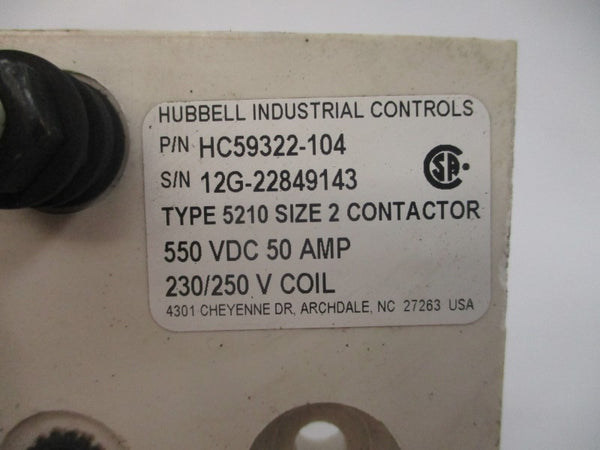 HUBBELL INDUSTRIAL CONTROLS
P/N HC59322-104
S/N 12G-22849143
SA
TYPE 5210 SIZE 2 CONTACTOR
550 VDC 50 AMP
230/250 V COIL
4301 CHEYENNE DR, ARCHDALE, NC 27263 USA